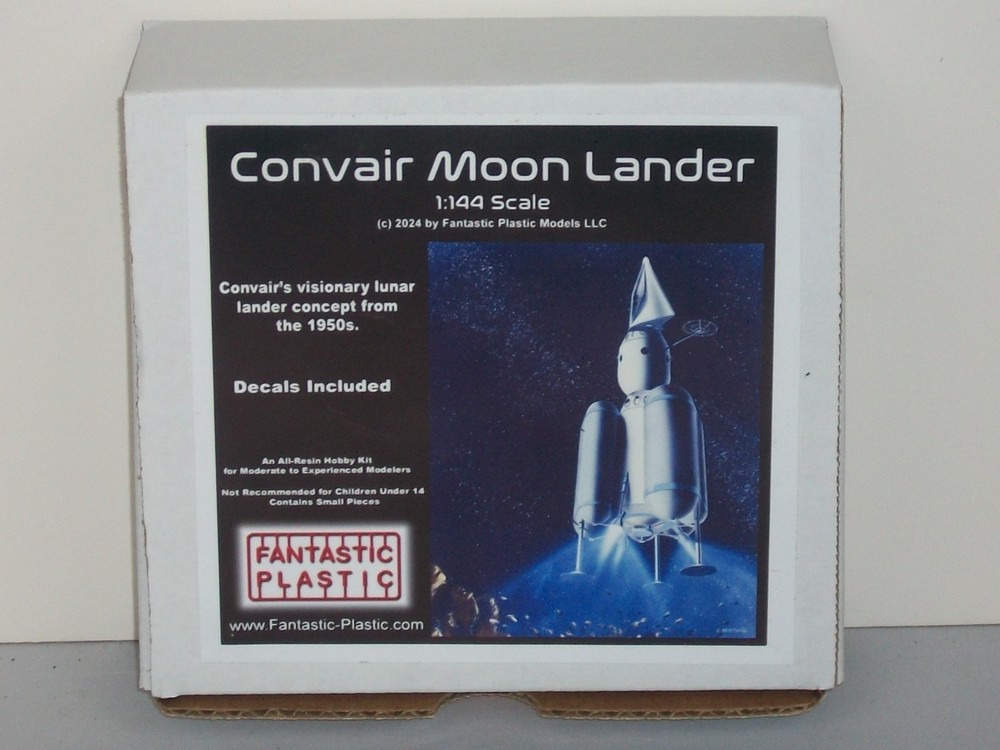 Convair Moon Lander
1:144 Scale
(c) 2024 by Fantastic Plastic Models LLC
Convair's visionary lunar
lander concept from
the 1950s.
Decals Included
An All-Resin Hobby Kit
for Moderate to Experienced Modelers
Not Recommended for Children Under 14
Contains Small Pieces
FANTASTIC
PLASTIC
www.Fantastic-Plastic.com